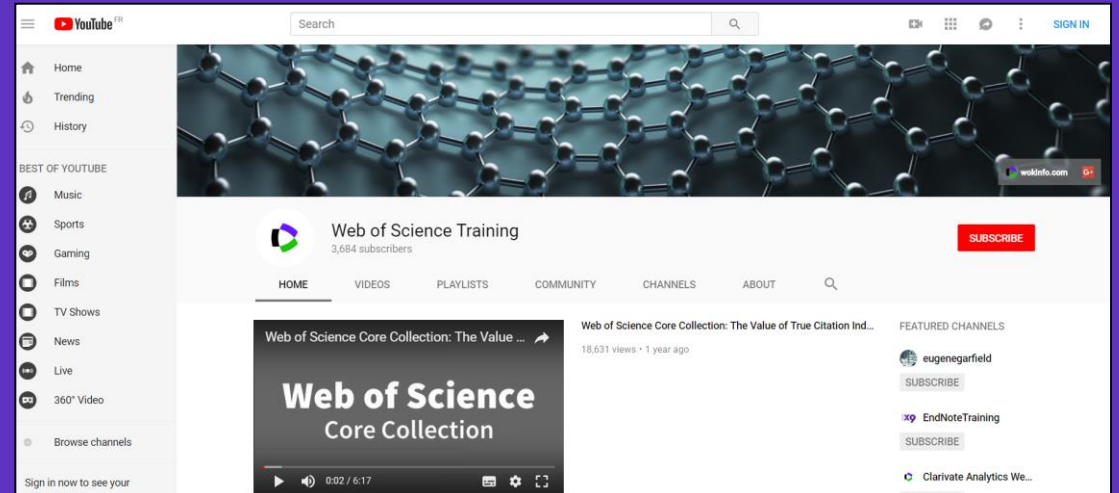 YouTube FR
Search
SIGN IN
Home
Trending
History
BEST OF YOUTUBE
Music
Sports
Gaming
Films
TV Shows
News
Live
360° Video
Browse channels
Sign in now to see your
wokinfo.com G+
Web of Science Training
3,684 subscribers
SUBSCRIBE
HOME VIDEOS PLAYLISTS COMMUNITY CHANNELS ABOUT
Web of Science Core Collection: The Value ...
Web of Science
Core Collection
0:02 / 6:17
Web of Science Core Collection: The Value of True Citation Ind...
18,631 views • 1 year ago
FEATURED CHANNELS
eugenegarfield
SUBSCRIBE
X9 EndNoteTraining
SUBSCRIBE
Clarivate Analytics We...